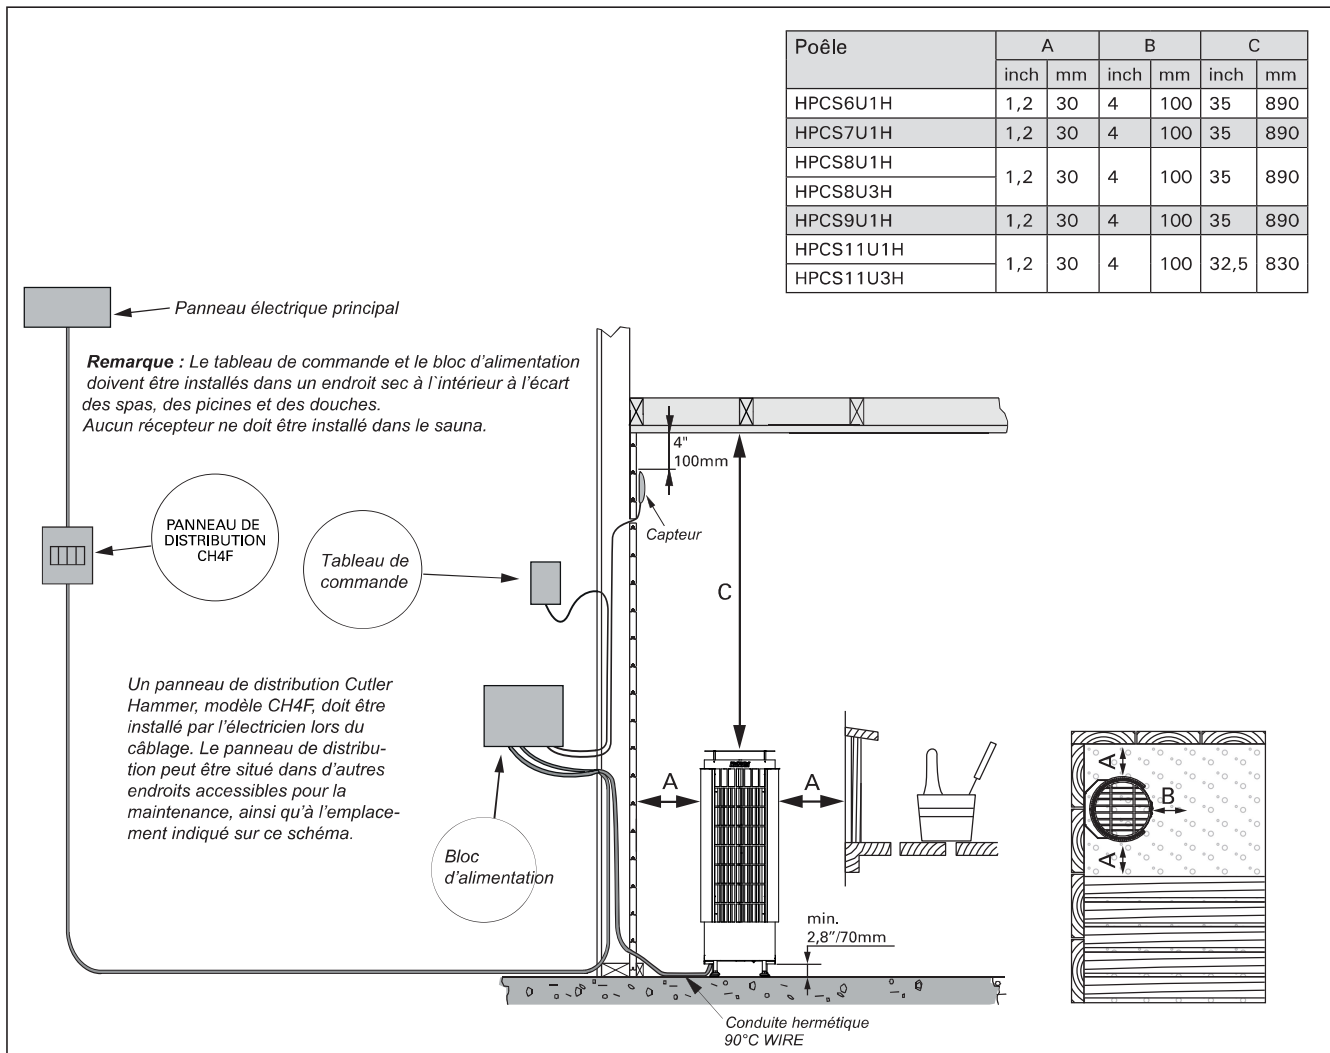 Poêle A B C
inch mm inch mm inch mm
HPCS6U1H 1,2 30 4 100 35 890
HPCS7U1H 1,2 30 4 100 35 890
HPCS8U1H
1,2 30 4 100 35 890
HPCS8U3H
HPCS9U1H 1,2 30 4 100 35 890
HPCS11U1H
1,2 30 4 100 32,5 830
HPCS11U3H
Panneau électrique principal
Remarque : Le tableau de commande et le bloc d’alimentation
doivent être installés dans un endroit sec à l`intérieur à l’écart
des spas, des picines et des douches.
Aucun récepteur ne doit être installé dans le sauna.
4"
100mm
Capteur
PANNEAU DE
DISTRIBUTION
CH4F
Tableau de
commande
C
Un panneau de distribution Cutler
Hammer, modèle CH4F, doit être
installé par l’électricien lors du
câblage. Le panneau de distribu-
tion peut être situé dans d’autres
endroits accessibles pour la
maintenance, ainsi qu’à l’emplace-
ment indiqué sur ce schéma.
Bloc
d’alimentation
A A
A
B
A
min.
2,8”/70mm
Conduite hermétique
90°C WIRE